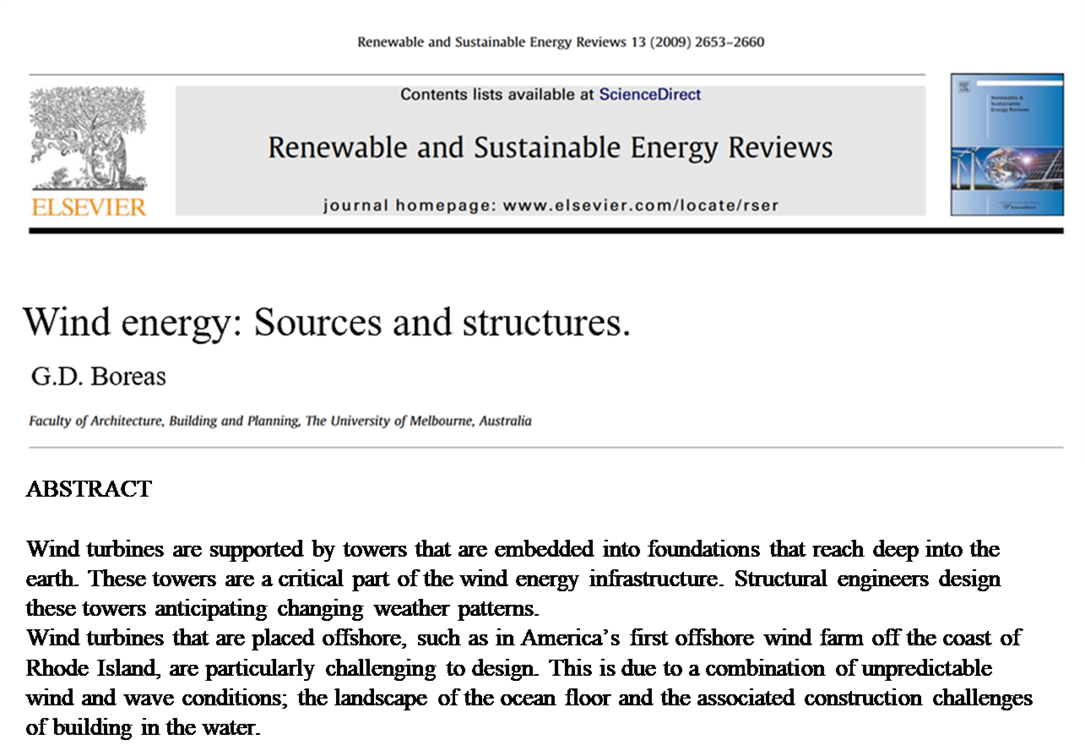 Renewable and Sustainable Energy Reviews 13 (2009) 2653–2660
Contents lists available at ScienceDirect
Renewable and Sustainable Energy Reviews
journal homepage: www.elsevier.com/locate/rser
ELSEVIER
Renewable &
Sustainable
Energy Reviews
Wind energy: Sources and structures.
G.D. Boreas
Faculty of Architecture, Building and Planning, The University of Melbourne, Australia
ABSTRACT
Wind turbines are supported by towers that are embedded into foundations that reach deep into the
earth. These towers are a critical part of the wind energy infrastructure. Structural engineers design
these towers anticipating changing weather patterns.
Wind turbines that are placed offshore, such as in America’s first offshore wind farm off the coast of
Rhode Island, are particularly challenging to design. This is due to a combination of unpredictable
wind and wave conditions; the landscape of the ocean floor and the associated construction challenges
of building in the water.